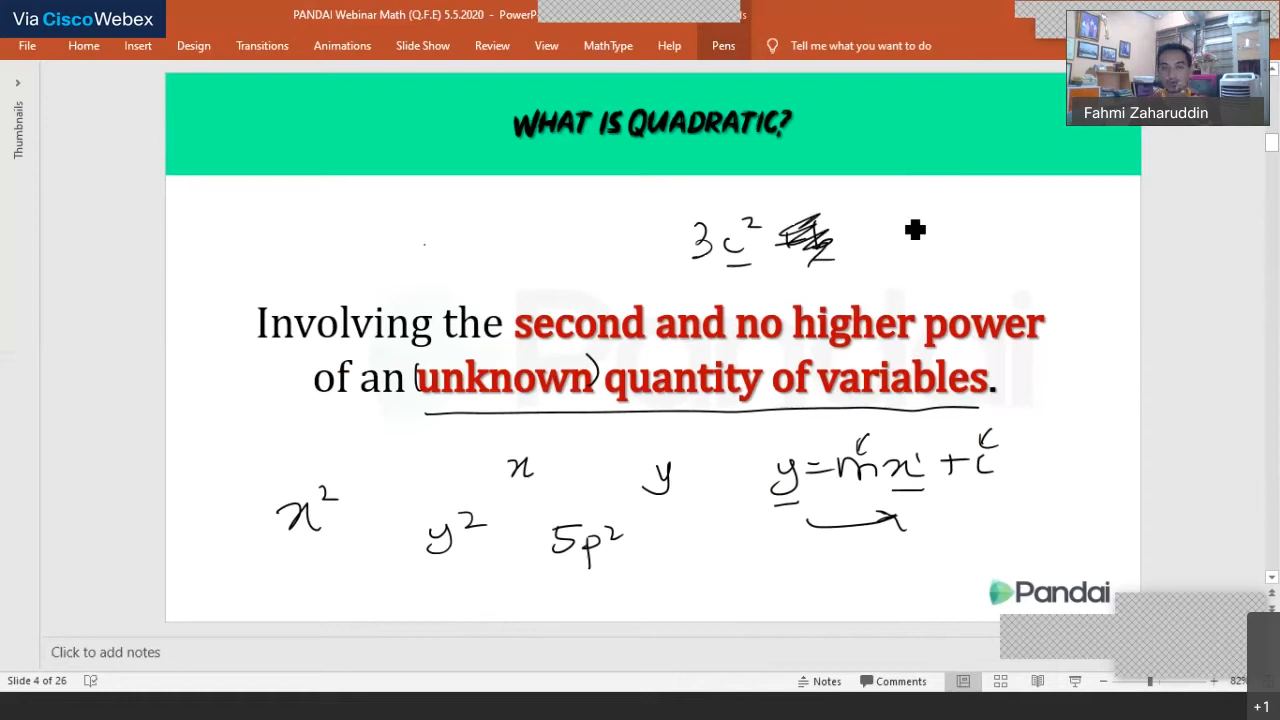 Via Cisco Webex
PANDAI Webinar Math (Q.F.E) 5.5.2020 - PowerP
File Home Insert Design Transitions Animations Slide Show Review View MathType Help Pens Tell me what you want to do
Fahmi Zaharuddin
Thumbnails
WHAT IS QUADRATIC?
3c²
Involving the second and no higher power
of an (unknown) quantity of variables.
x y y = mx + c
x² y² 5p²
Pandai
Click to add notes
Slide 4 of 26 Notes Comments 82%
+1